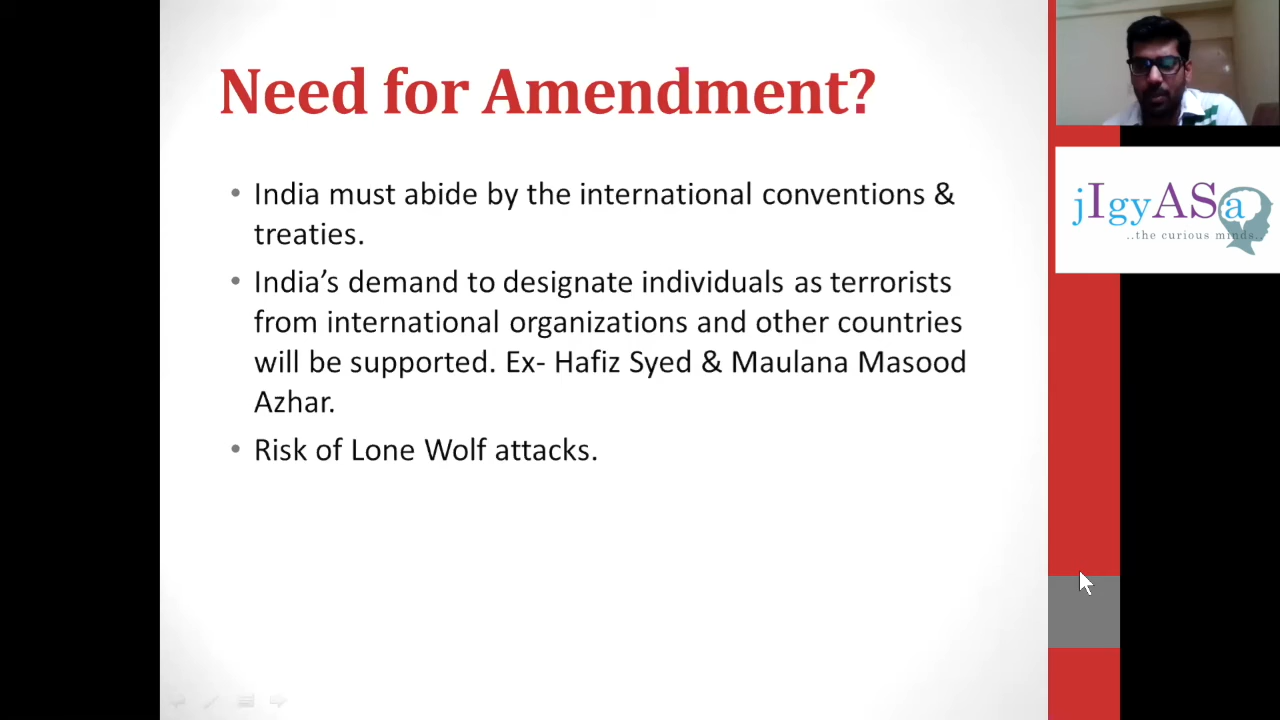 Need for Amendment?
• India must abide by the international conventions &
treaties.
• India’s demand to designate individuals as terrorists
from international organizations and other countries
will be supported. Ex- Hafiz Syed & Maulana Masood
Azhar.
• Risk of Lone Wolf attacks.
jIgyASa
..the curious minds..